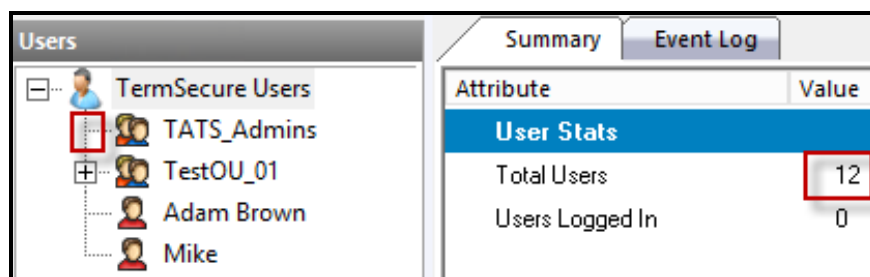 Users
TermSecure Users
TATS_Admins
TestOU_01
Adam Brown
Mike
Summary Event Log
Attribute Value
User Stats
Total Users 12
Users Logged In 0